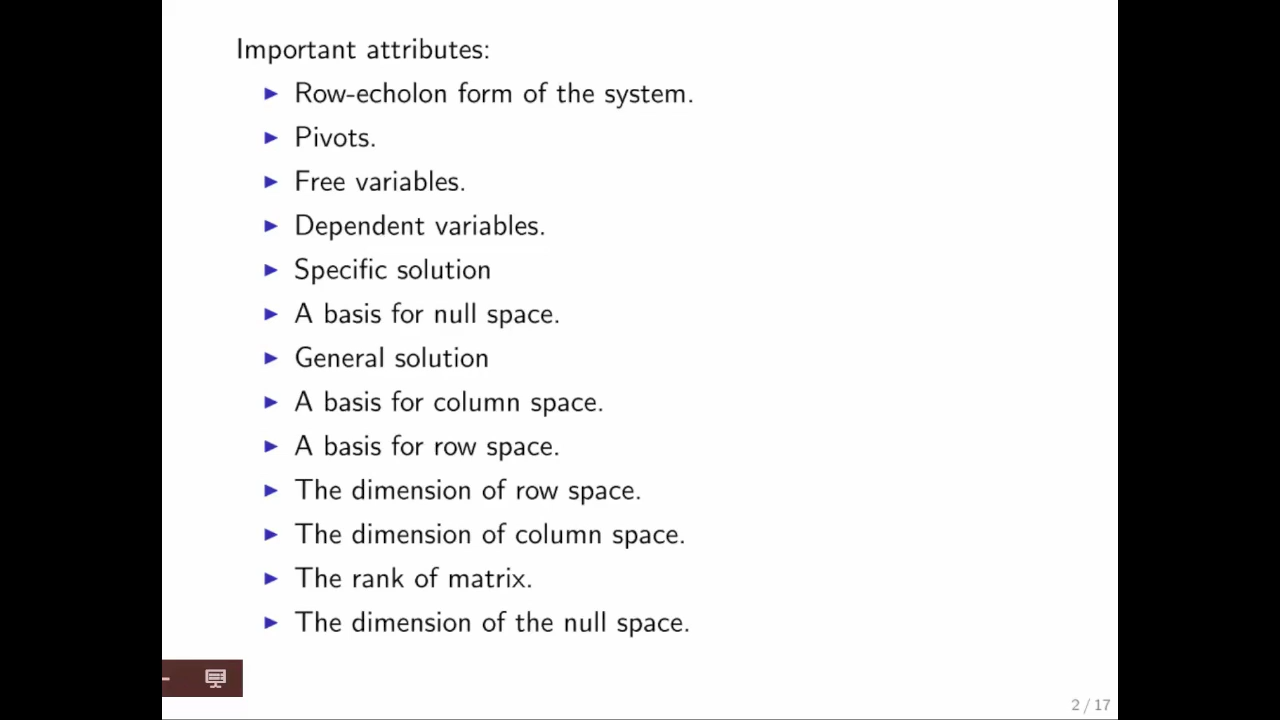 Important attributes:
▶ Row-echolon form of the system.
▶ Pivots.
▶ Free variables.
▶ Dependent variables.
▶ Specific solution
▶ A basis for null space.
▶ General solution
▶ A basis for column space.
▶ A basis for row space.
▶ The dimension of row space.
▶ The dimension of column space.
▶ The rank of matrix.
▶ The dimension of the null space.
2 / 17